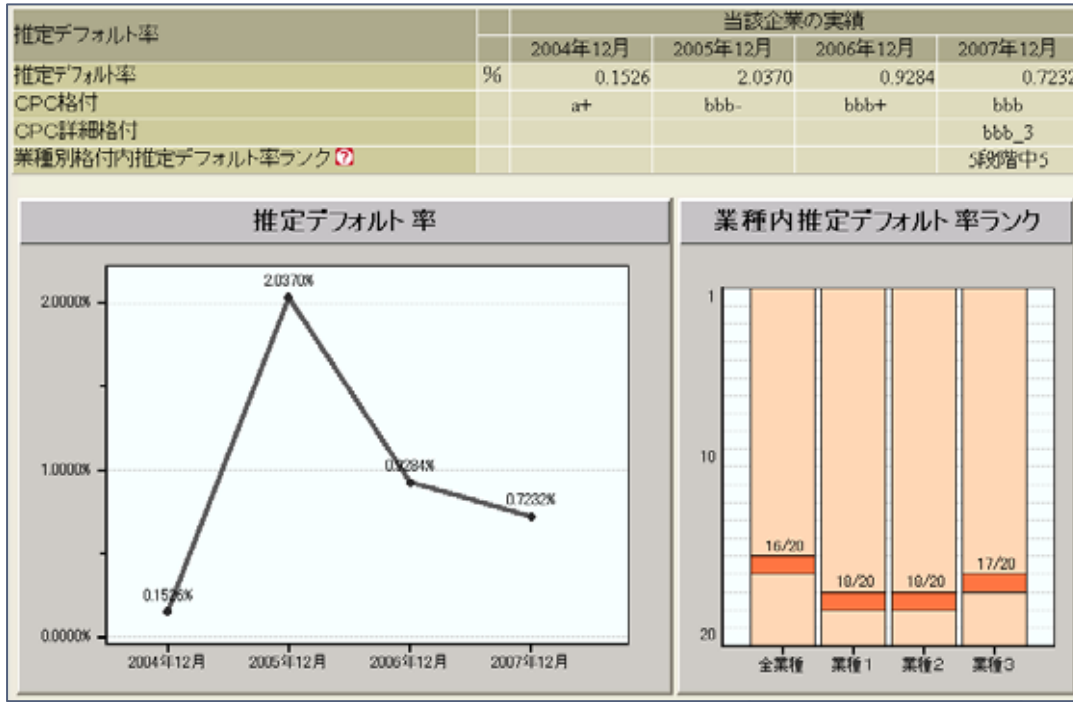 推定デフォルト率 当該企業の実績
2004年12月 2005年12月 2006年12月 2007年12月
推定デフォルト率 % 0.1526 2.0370 0.9284 0.7232
CPC格付 a+ bbb- bbb+ bbb
CPC詳細格付 bbb_3
業種別格付内推定デフォルト率ランク ? 5段階中5
推定デフォルト率
2.0370%
2.0000%
1.0000%
0.9284%
0.7232%
0.1526%
0.0000%
2004年12月 2005年12月 2006年12月 2007年12月
業種内推定デフォルト率ランク
1
10
16/20 18/20 18/20 17/20
20
全業種 業種1 業種2 業種3